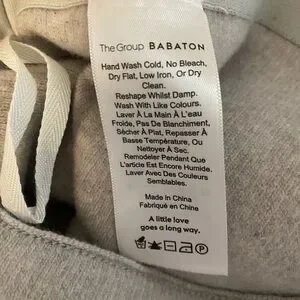 The Group BABATON
Hand Wash Cold, No Bleach,
Dry Flat, Low Iron, Or Dry
Clean.
Reshape Whilst Damp.
Wash With Like Colours.
Laver À La Main À L'eau
Froide, Pas De Blanchiment,
Sécher À Plat, Repasser À
Basse Température, Ou
Nettoyer À Sec.
Remodeler Pendant Que
L'article Est Encore Humide.
Laver Avec Des Couleurs
Semblables.
Made in China
Fabriqué en Chine
A little love
goes a long way.